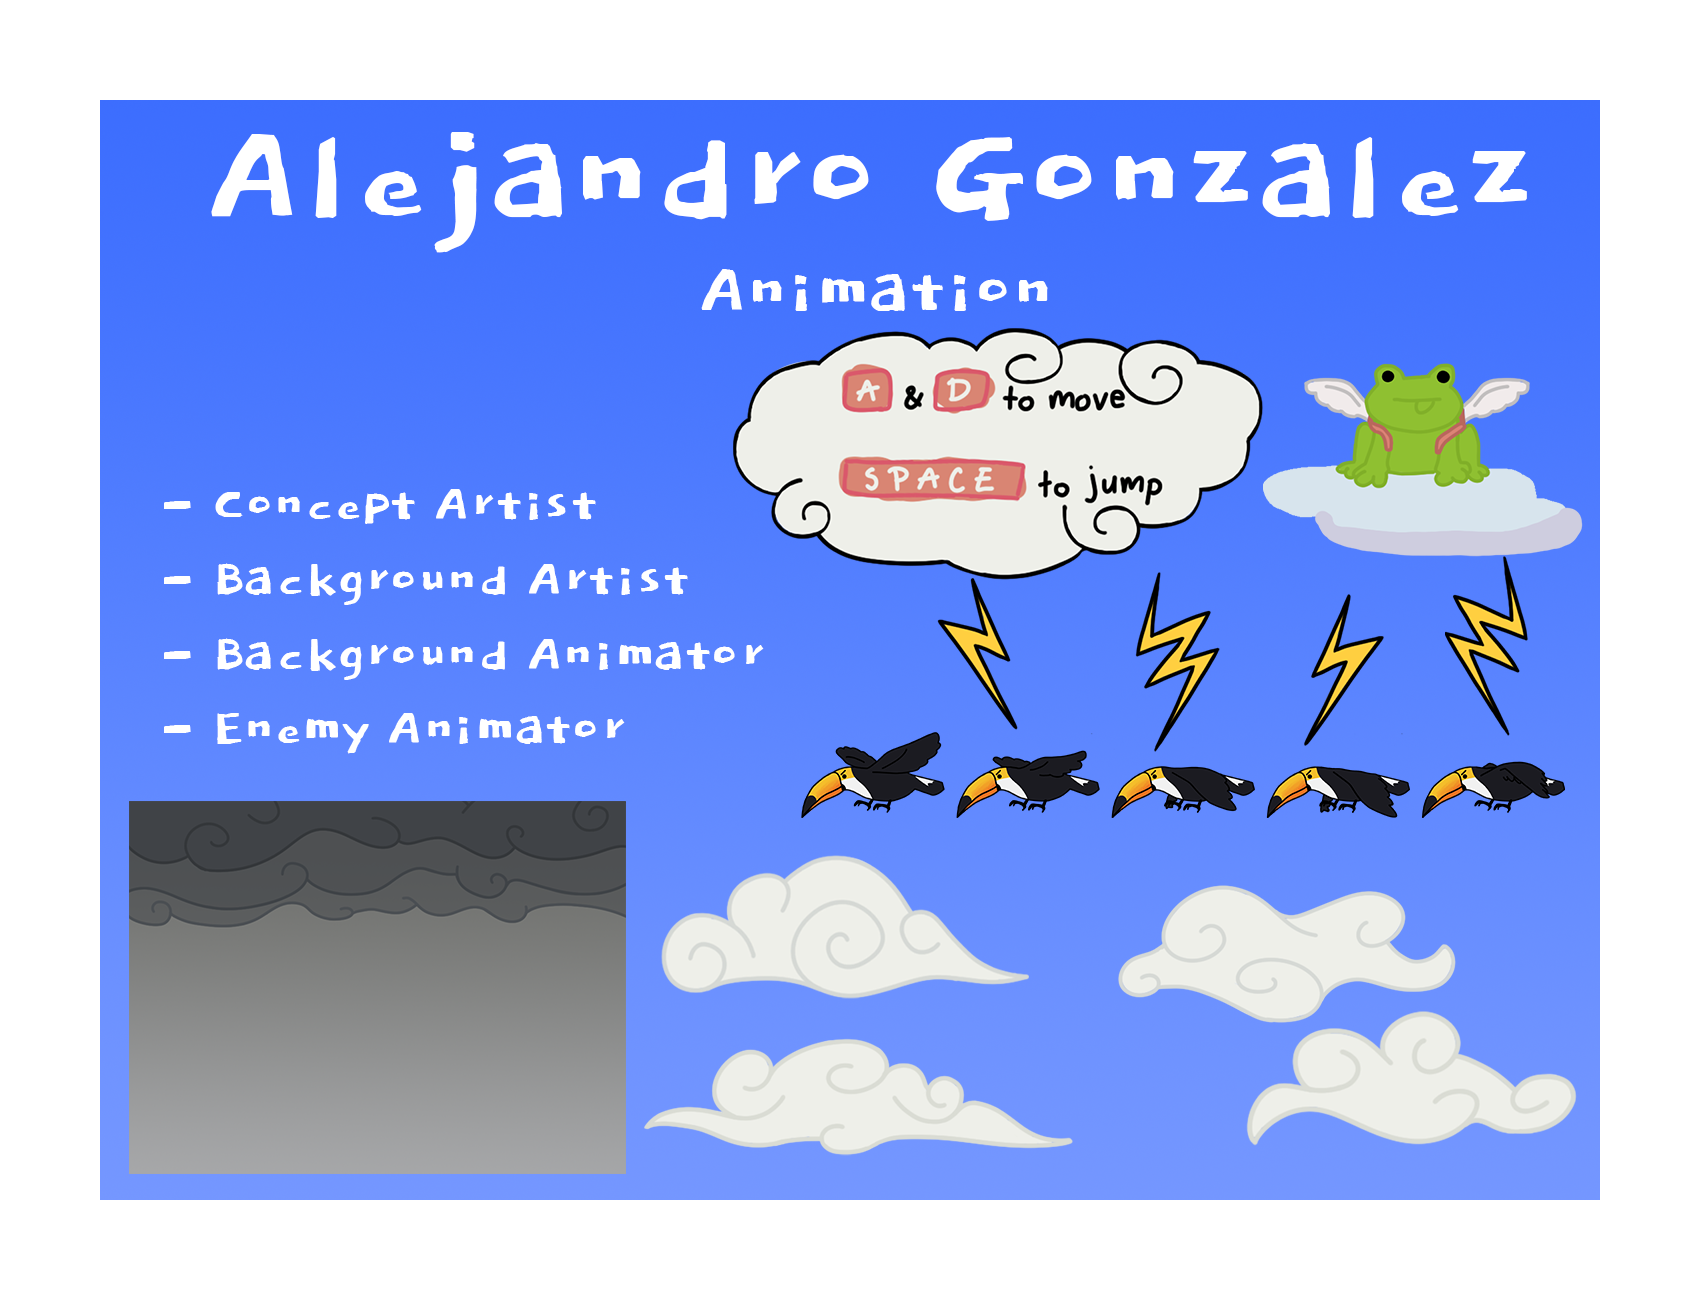 Alejandro Gonzalez
Animation
A & D to move
SPACE to jump
- Concept Artist
- Background Artist
- Background Animator
- Enemy Animator